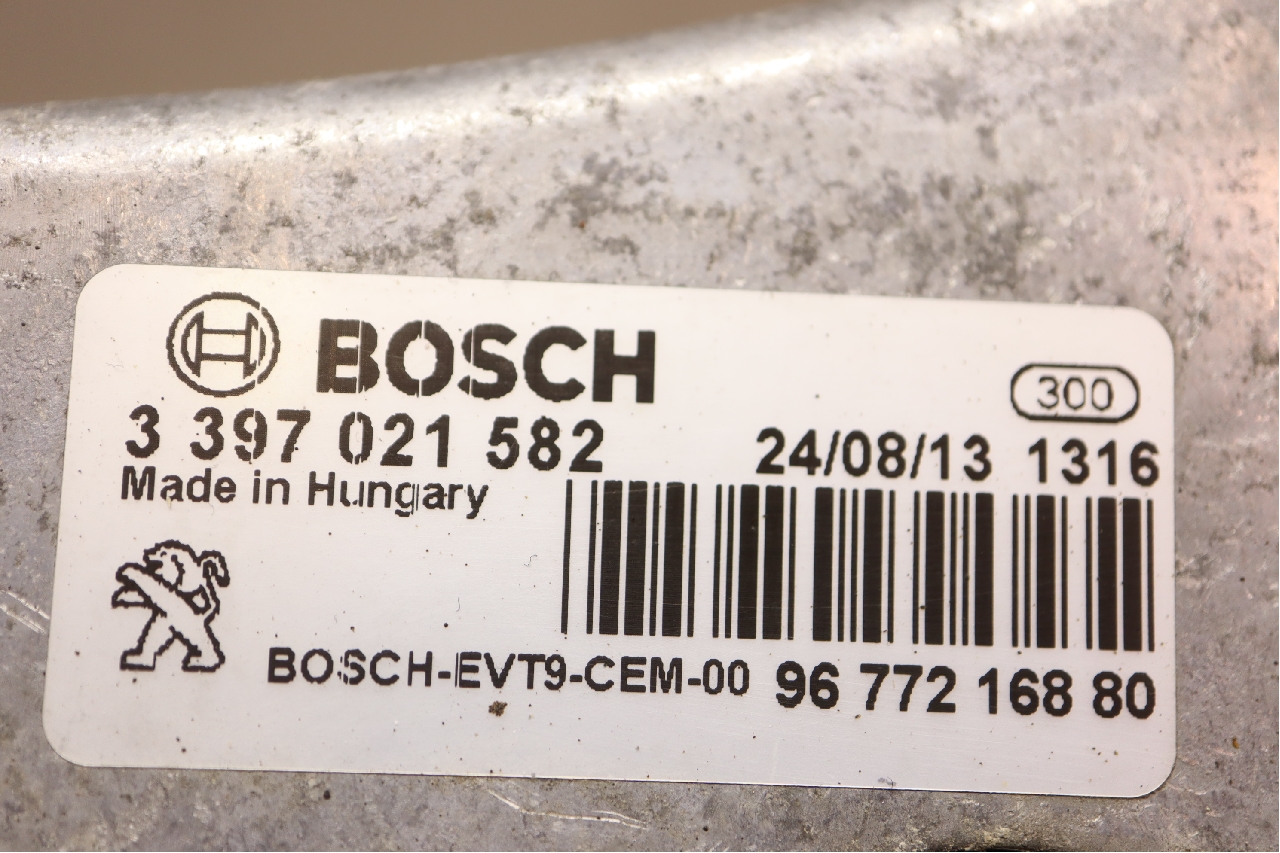 BOSCH
300
3 397 021 582
24/08/13 1316
Made in Hungary
BOSCH-EVT9-CEM-00 96 772 168 80